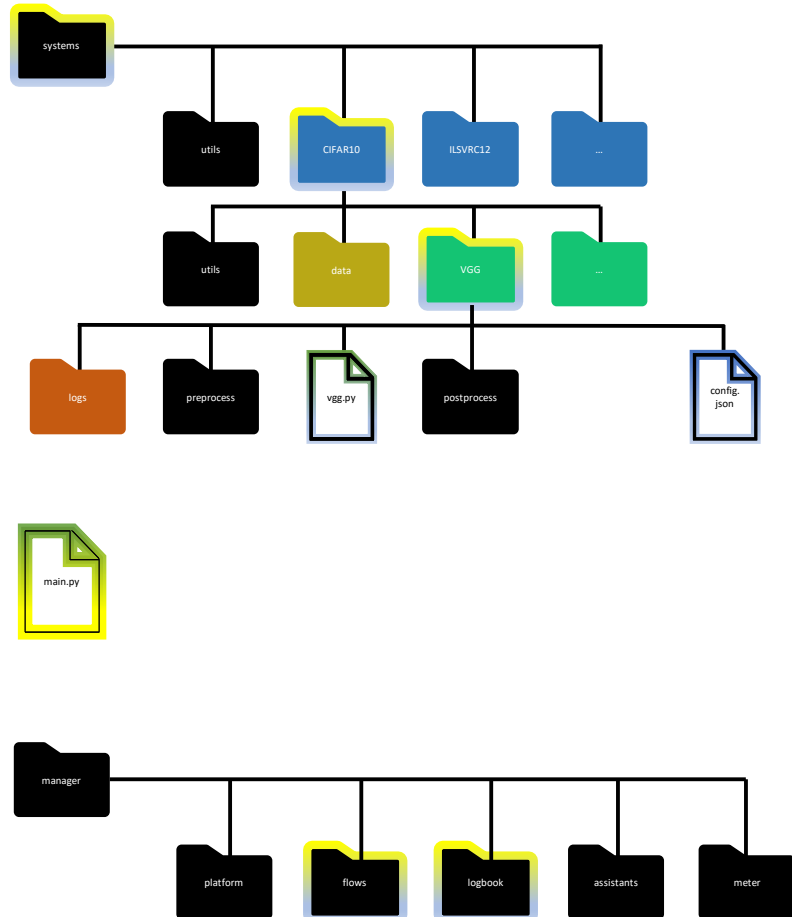 systems
utils
CIFAR10
ILSVRC12
...
utils
data
VGG
...
logs
preprocess
vgg.py
postprocess
config.
json
main.py
manager
platform
flows
logbook
assistants
meter